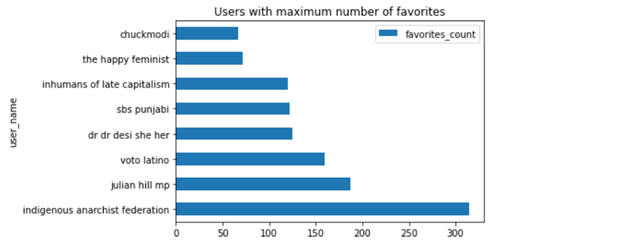 Users with maximum number of favorites
favorites_count
user_name
chuckmodi
the happy feminist
inhumans of late capitalism
sbs punjabi
dr dr desi she her
voto latino
julian hill mp
indigenous anarchist federation
0 50 100 150 200 250 300